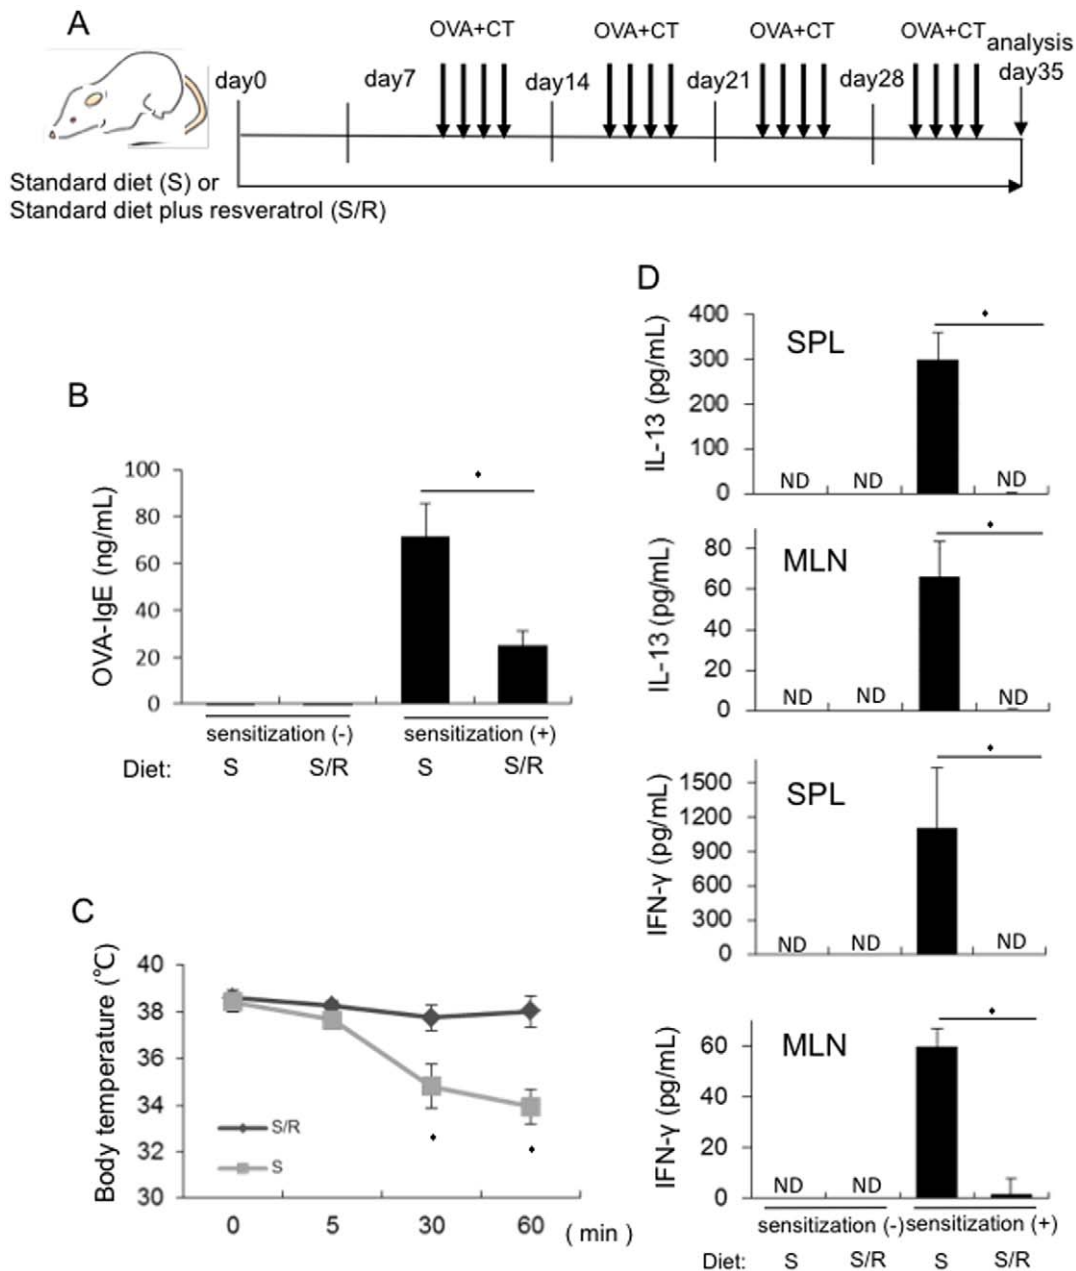 A
OVA+CT OVA+CT OVA+CT OVA+CT
analysis
day0 day7 day14 day21 day28 day35
Standard diet (S) or
Standard diet plus resveratrol (S/R)
B
OVA-IgE (ng/mL)
100
80
60
40
20
0
*
sensitization (-) sensitization (+)
Diet: S S/R S S/R
C
Body temperature (℃)
40
38
36
34
32
30
S/R
S
* *
0 5 30 60 ( min )
D
IL-13 (pg/mL)
400
300
200
100
0
SPL
*
ND ND ND
IL-13 (pg/mL)
80
60
40
20
0
MLN
*
ND ND ND
IFN-γ (pg/mL)
1500
1200
900
600
300
0
SPL
*
ND ND ND
IFN-γ (pg/mL)
60
40
20
0
MLN
*
ND ND
sensitization (-) sensitization (+)
Diet: S S/R S S/R